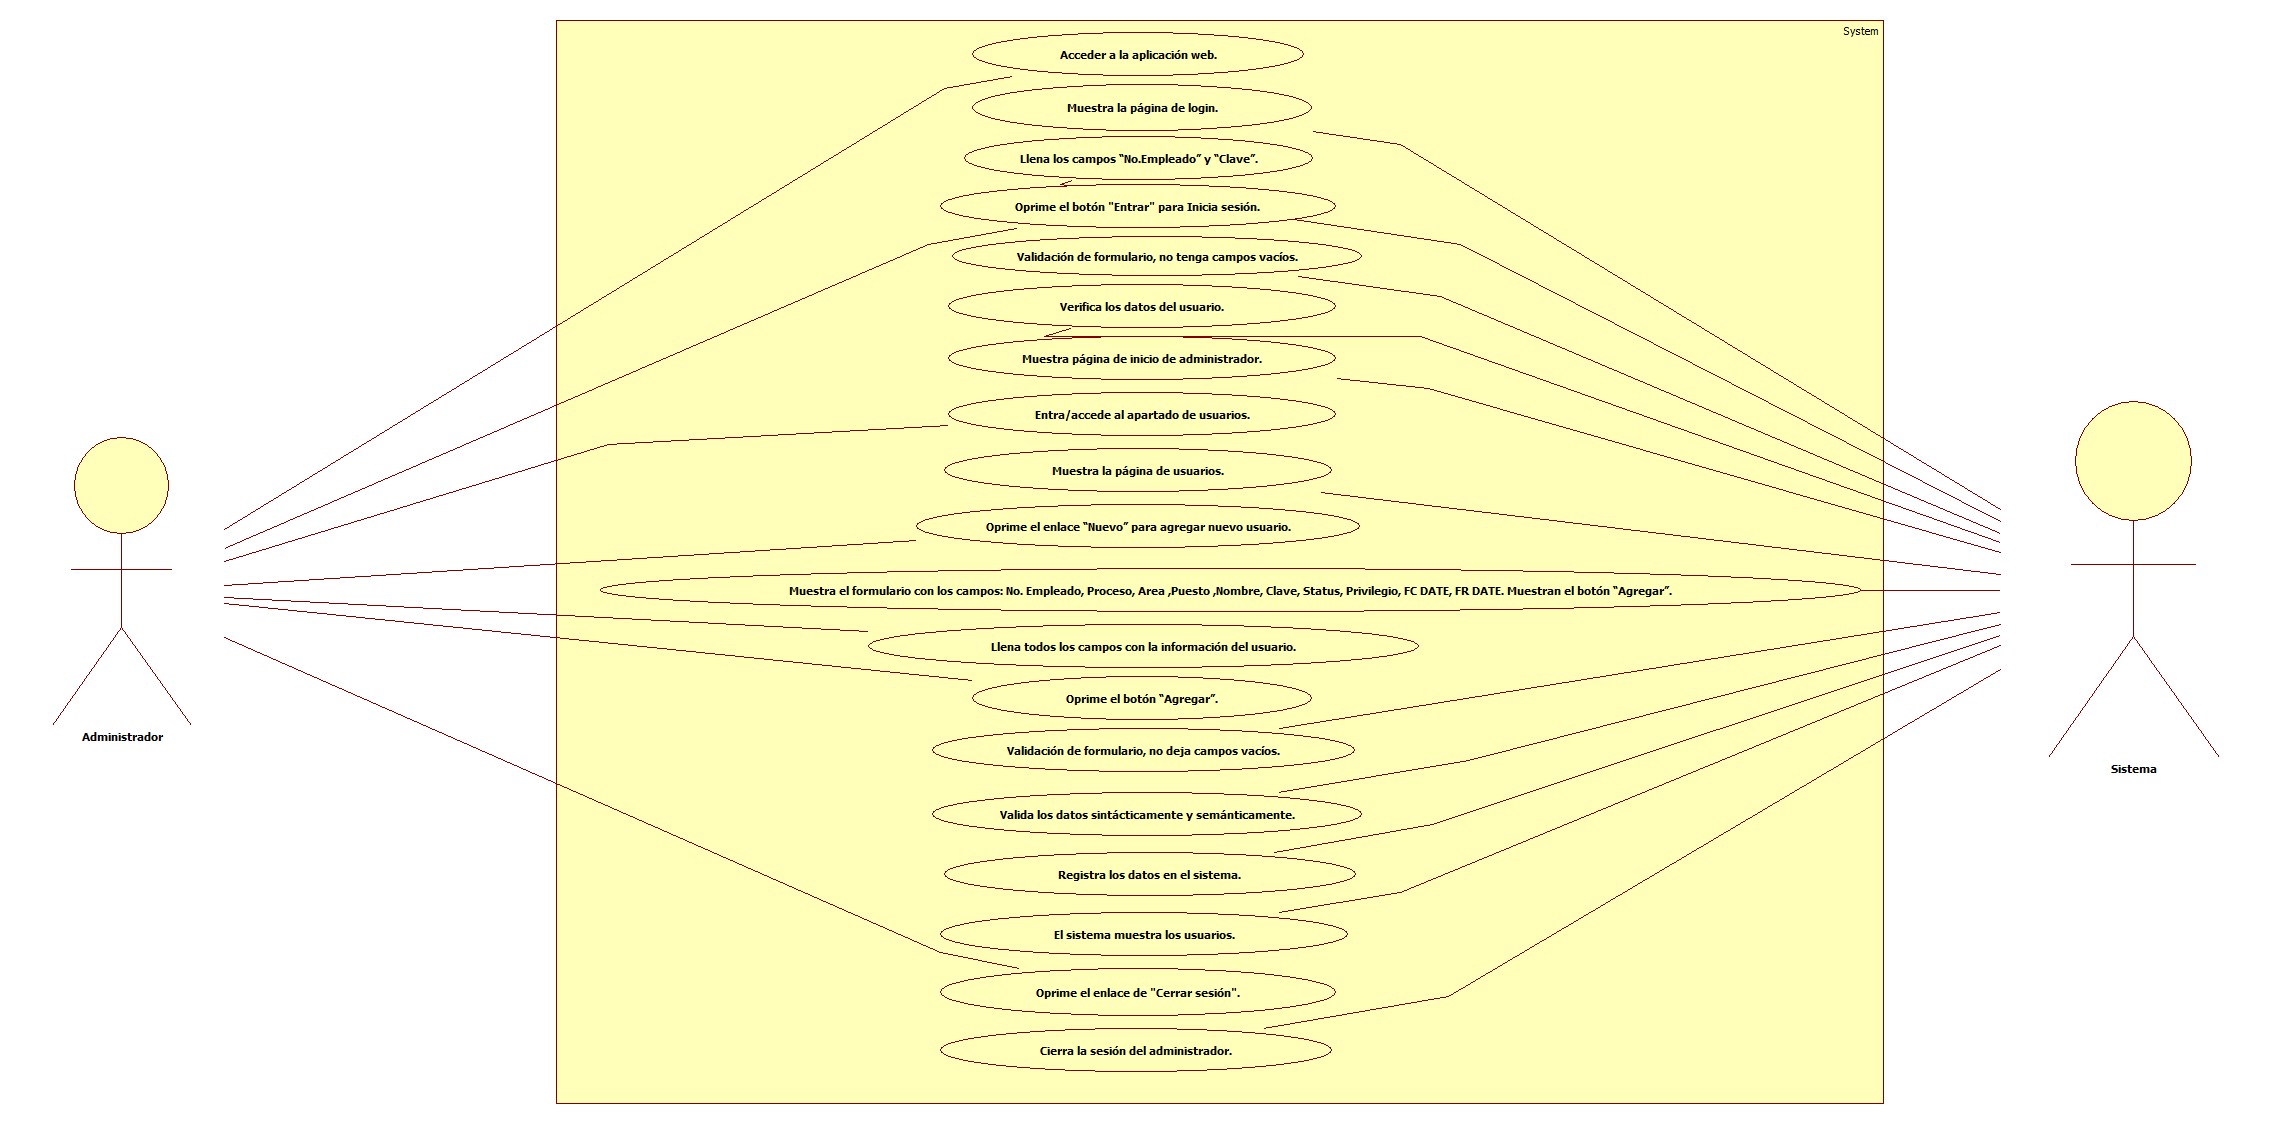 System
Acceder a la aplicación web.
Muestra la página de login.
Llena los campos “No.Empleado” y “Clave”.
Oprime el botón "Entrar" para Inicia sesión.
Validación de formulario, no tenga campos vacíos.
Verifica los datos del usuario.
Muestra página de inicio de administrador.
Entra/accede al apartado de usuarios.
Muestra la página de usuarios.
Oprime el enlace “Nuevo” para agregar nuevo usuario.
Muestra el formulario con los campos: No. Empleado, Proceso, Area ,Puesto ,Nombre, Clave, Status, Privilegio, FC DATE, FR DATE. Muestran el botón “Agregar”.
Llena todos los campos con la información del usuario.
Oprime el botón “Agregar”.
Validación de formulario, no deja campos vacíos.
Valida los datos sintácticamente y semánticamente.
Registra los datos en el sistema.
El sistema muestra los usuarios.
Oprime el enlace de "Cerrar sesión".
Cierra la sesión del administrador.
Administrador
Sistema